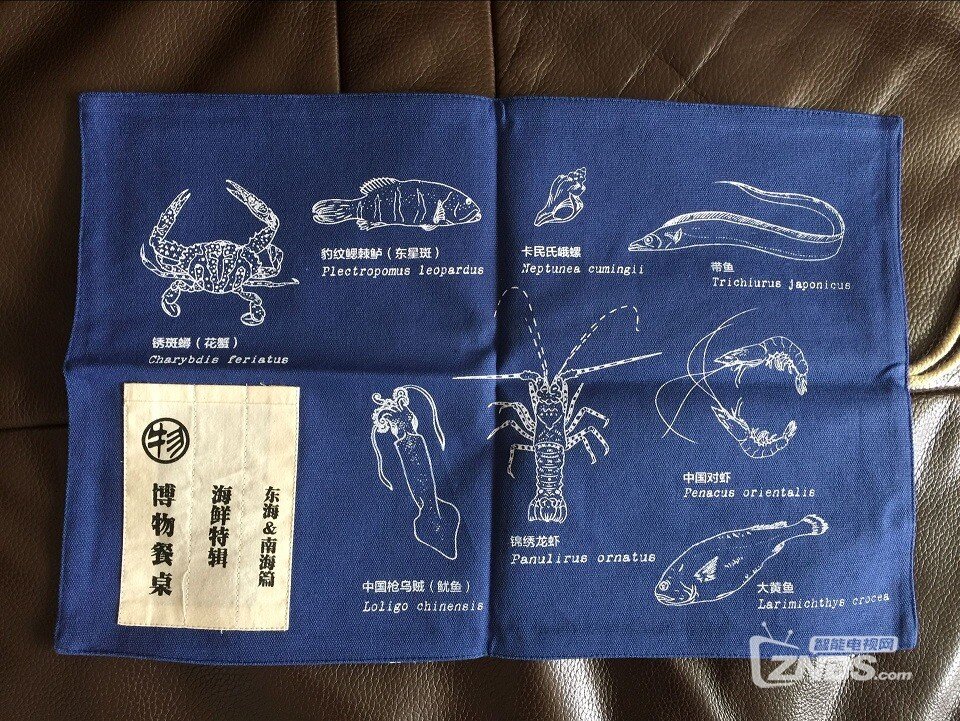 豹纹鳃棘鲈（东星斑）
Plectropomus leopardus
卡民氏蛾螺
Neptunea cumingii
带鱼
Trichiurus japonicus
锈斑蟳（花蟹）
Charybdis feriatus
中国对虾
Penacus orientalis
锦绣龙虾
Panulirus ornatus
中国枪乌贼（鱿鱼）
Loligo chinensis
大黄鱼
Larimichthys crocea
物
东海&南海篇
海鲜特辑
博物餐桌
智能电视网
ZNDS.com